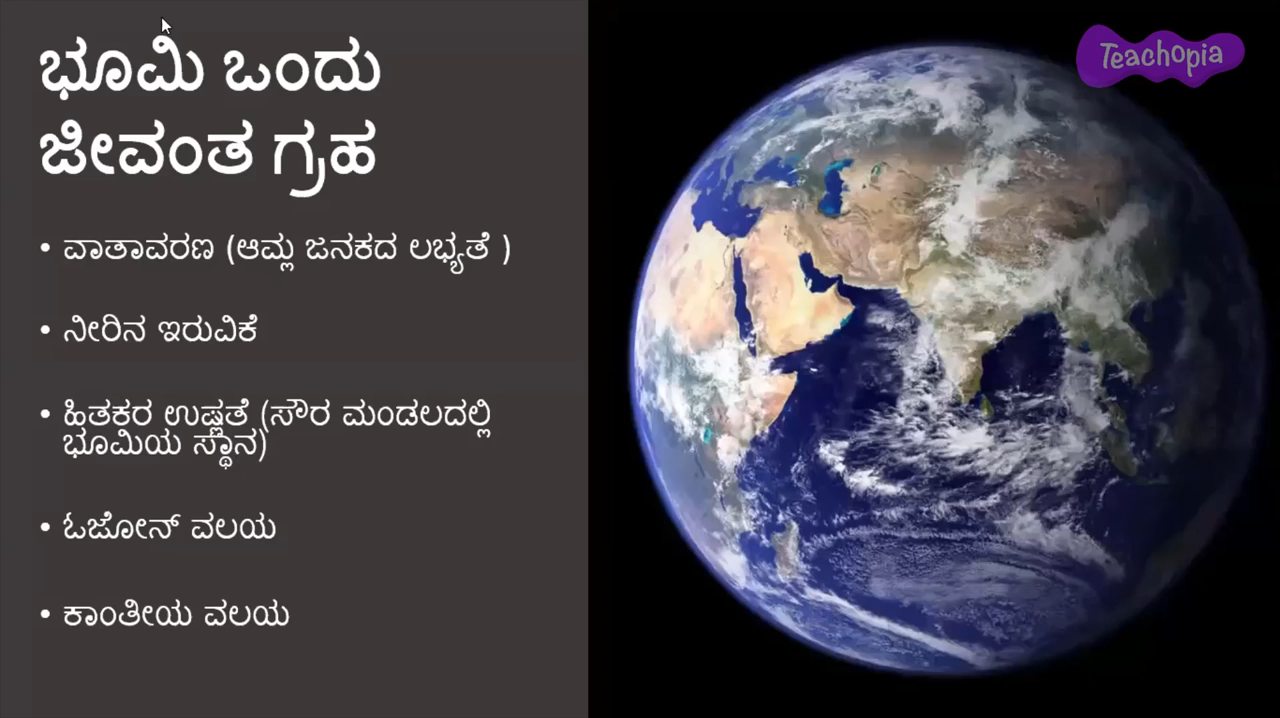 ಭೂಮಿ ಒಂದು
ಜೀವಂತ ಗ್ರಹ
• ವಾತಾವರಣ (ಆಮ್ಲ ಜನಕದ ಲಭ್ಯತೆ )
• ನೀರಿನ ಇರುವಿಕೆ
• ಹಿತಕರ ಉಷ್ಣತೆ (ಸೌರ ಮಂಡಲದಲ್ಲಿ
ಭೂಮಿಯ ಸ್ಥಾನ)
• ಓಜೋನ್ ವಲಯ
• ಕಾಂತೀಯ ವಲಯ
Teachopia